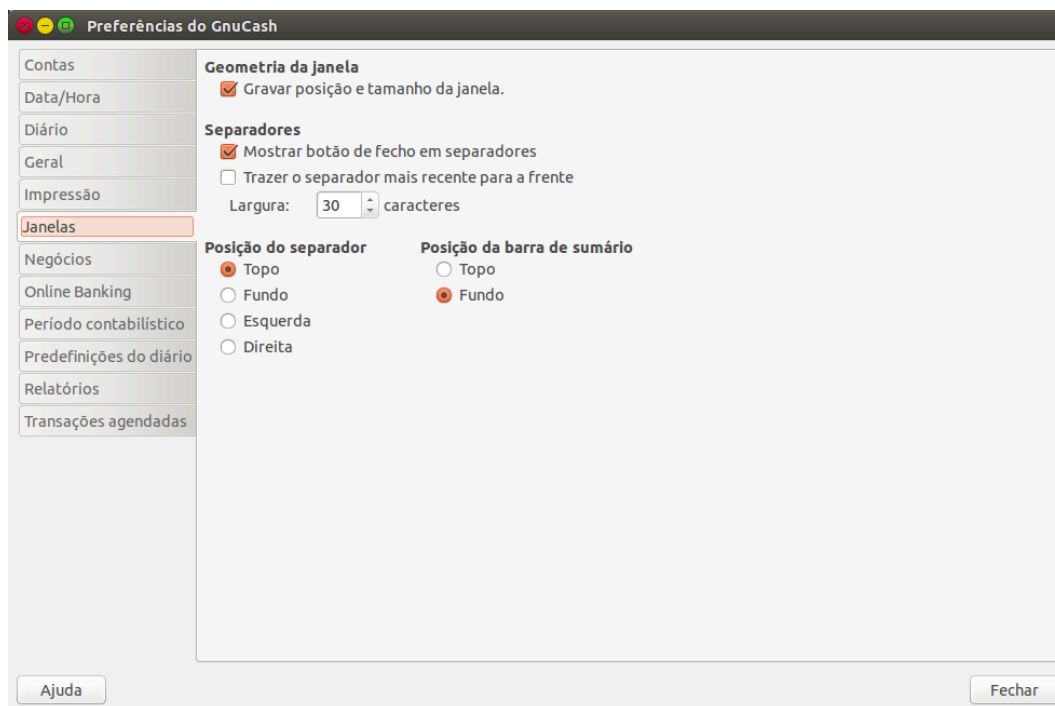 Preferências do GnuCash
Contas
Data/Hora
Diário
Geral
Impressão
Janelas
Negócios
Online Banking
Período contabilístico
Predefinições do diário
Relatórios
Transações agendadas
Geometria da janela
Gravar posição e tamanho da janela.
Separadores
Mostrar botão de fecho em separadores
Trazer o separador mais recente para a frente
Largura: 30 caracteres
Posição do separador
Topo
Fundo
Esquerda
Direita
Posição da barra de sumário
Topo
Fundo
Ajuda
Fechar